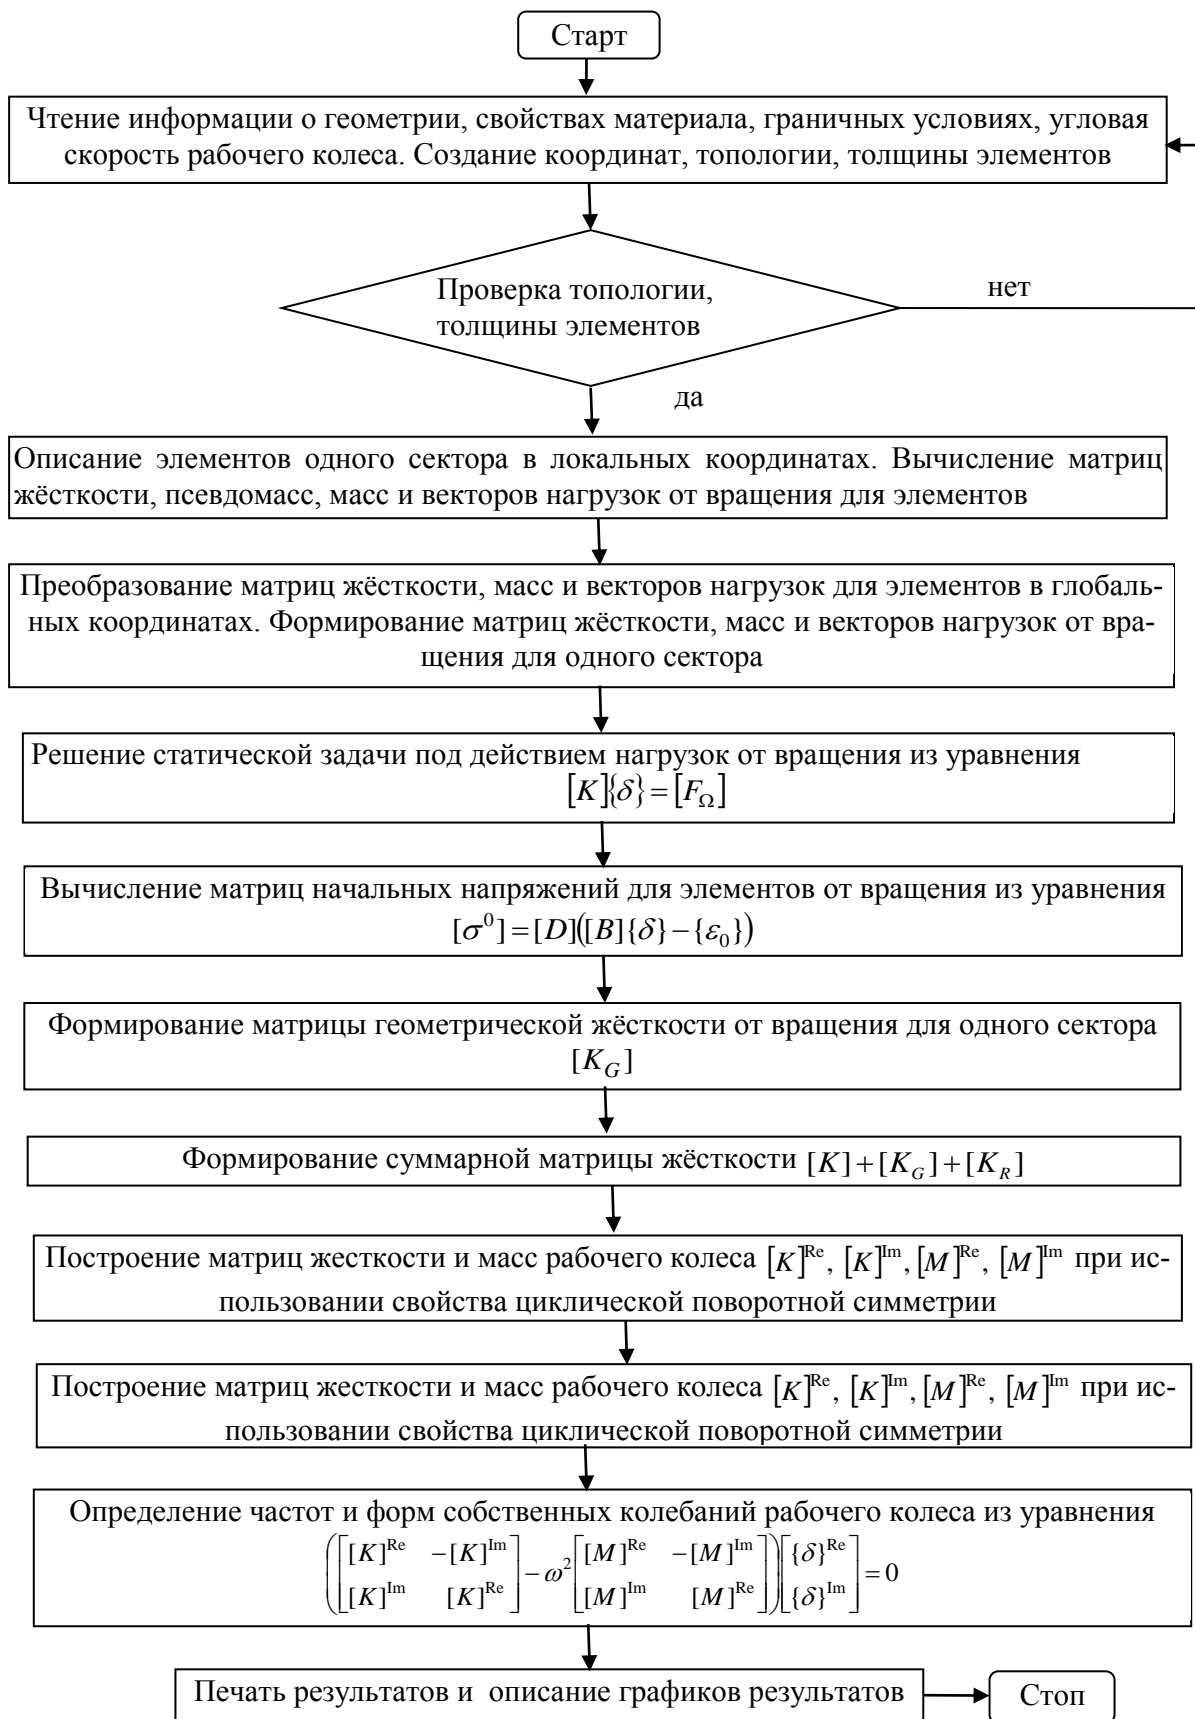 Старт
Чтение информации о геометрии, свойствах материала, граничных условиях, угловая
скорость рабочего колеса. Создание координат, топологии, толщины элементов
Проверка топологии,
толщины элементов
нет
да
Описание элементов одного сектора в локальных координатах. Вычисление матриц
жёсткости, псевдомасс, масс и векторов нагрузок от вращения для элементов
Преобразование матриц жёсткости, масс и векторов нагрузок для элементов в глобаль-
ных координатах. Формирование матриц жёсткости, масс и векторов нагрузок от вра-
щения для одного сектора
Решение статической задачи под действием нагрузок от вращения из уравнения
[K]{δ} = [F_Ω]
Вычисление матриц начальных напряжений для элементов от вращения из уравнения
[σ^0] = [D]([B]{δ} − {ε_0})
Формирование матрицы геометрической жёсткости от вращения для одного сектора
[K_G]
Формирование суммарной матрицы жёсткости [K] + [K_G] + [K_R]
Построение матриц жесткости и масс рабочего колеса [K]^Re, [K]^Im, [M]^Re, [M]^Im при ис-
пользовании свойства циклической поворотной симметрии
Построение матриц жесткости и масс рабочего колеса [K]^Re, [K]^Im, [M]^Re, [M]^Im при ис-
пользовании свойства циклической поворотной симметрии
Определение частот и форм собственных колебаний рабочего колеса из уравнения
([[K]^Re −[K]^Im; [K]^Im [K]^Re] − ω^2 [[M]^Re −[M]^Im; [M]^Im [M]^Re]) [{δ}^Re; {δ}^Im] = 0
Печать результатов и описание графиков результатов
Стоп